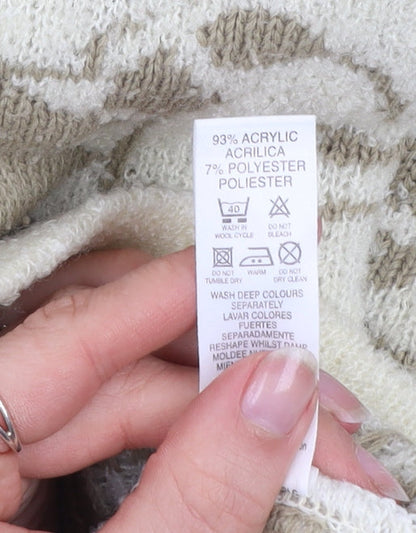 93% ACRYLIC
ACRILICA
7% POLYESTER
POLIESTER
40
WASH IN
WOOL CYCLE
DO NOT
BLEACH
DO NOT
TUMBLE DRY
WARM
DO NOT
DRY CLEAN
WASH DEEP COLOURS
SEPARATELY
LAVAR COLORES
FUERTES
SEPARADAMENTE
RESHAPE WHILST DAMP
MOLDEE